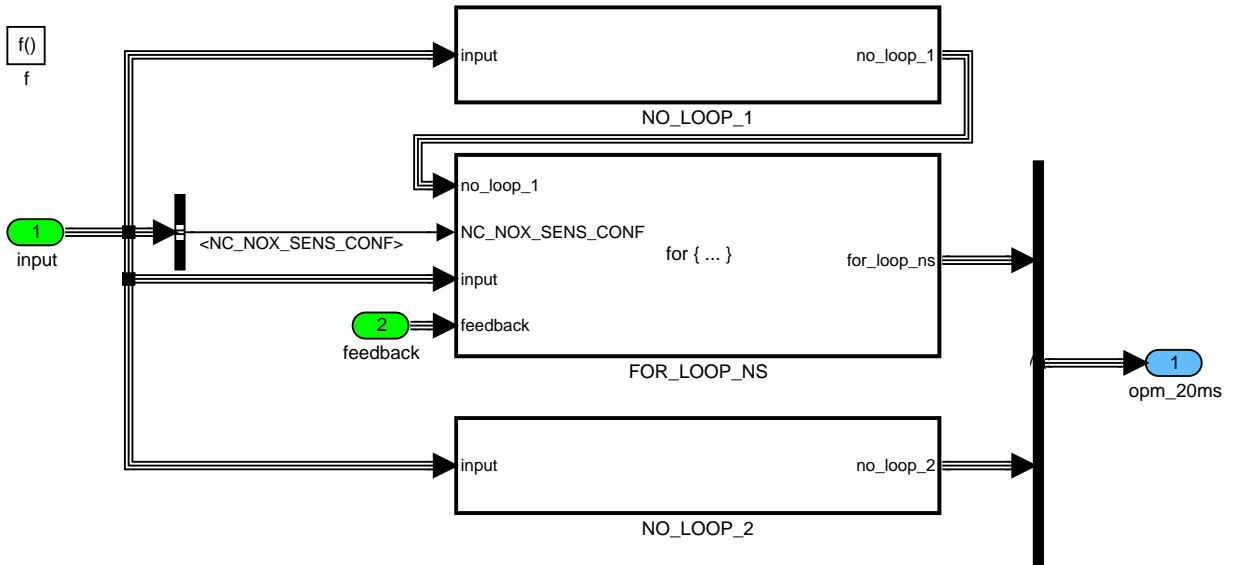 f()
f
input
no_loop_1
NO_LOOP_1
no_loop_1
1
input
<NC_NOX_SENS_CONF>
NC_NOX_SENS_CONF
for { ... }
for_loop_ns
input
2
feedback
feedback
FOR_LOOP_NS
1
opm_20ms
input
no_loop_2
NO_LOOP_2